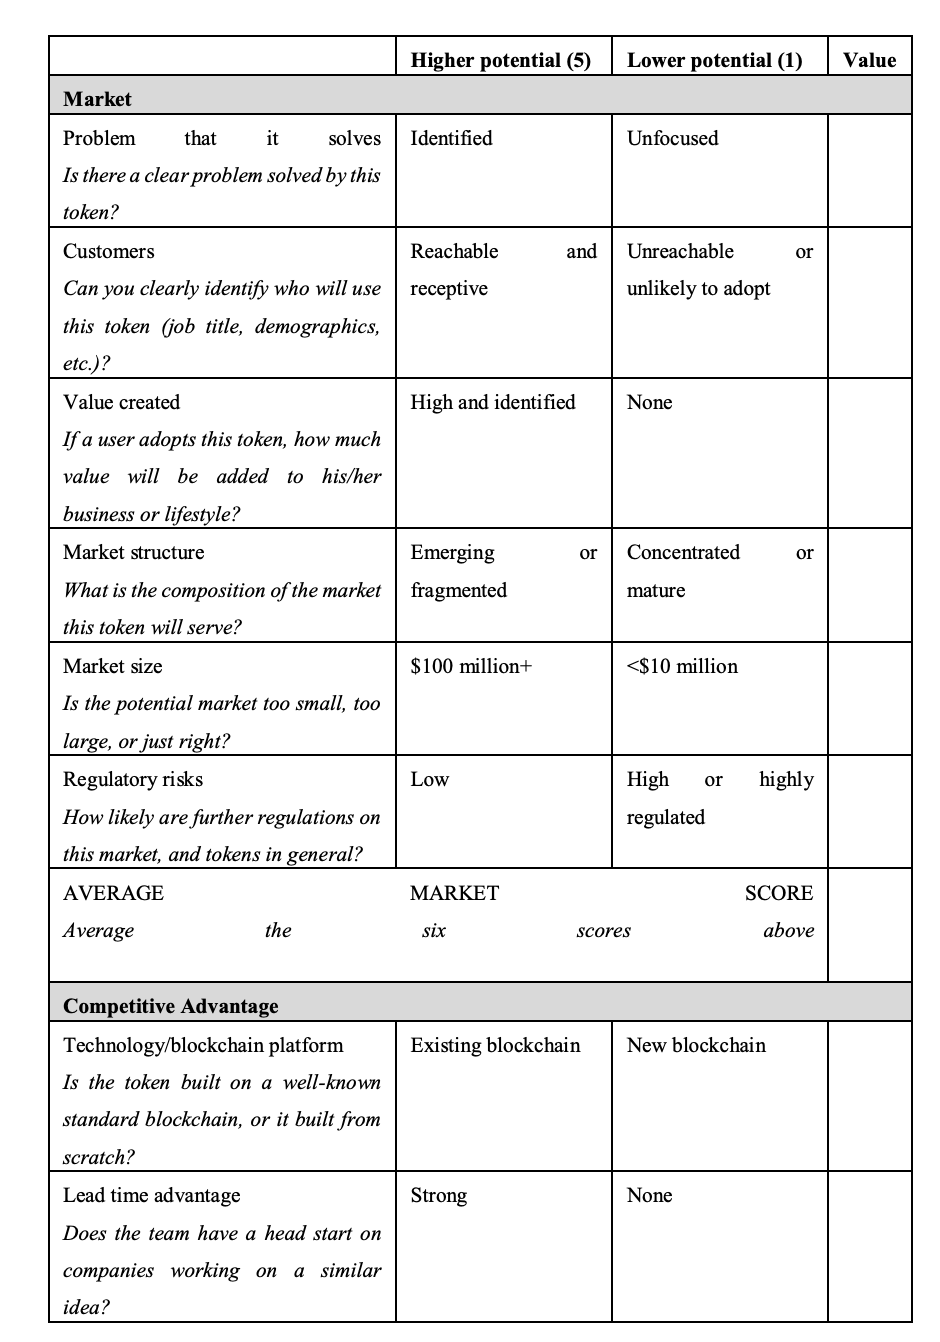 Higher potential (5) Lower potential (1) Value
Market
Problem that it solves Identified Unfocused
Is there a clear problem solved by this
token?
Customers Reachable and Unreachable or
Can you clearly identify who will use receptive unlikely to adopt
this token (job title, demographics,
etc.)?
Value created High and identified None
If a user adopts this token, how much
value will be added to his/her
business or lifestyle?
Market structure Emerging or Concentrated or
What is the composition of the market fragmented mature
this token will serve?
Market size $100 million+ <$10 million
Is the potential market too small, too
large, or just right?
Regulatory risks Low High or highly
How likely are further regulations on regulated
this market, and tokens in general?
AVERAGE MARKET SCORE
Average the six scores above
Competitive Advantage
Technology/blockchain platform Existing blockchain New blockchain
Is the token built on a well-known
standard blockchain, or it built from
scratch?
Lead time advantage Strong None
Does the team have a head start on
companies working on a similar
idea?